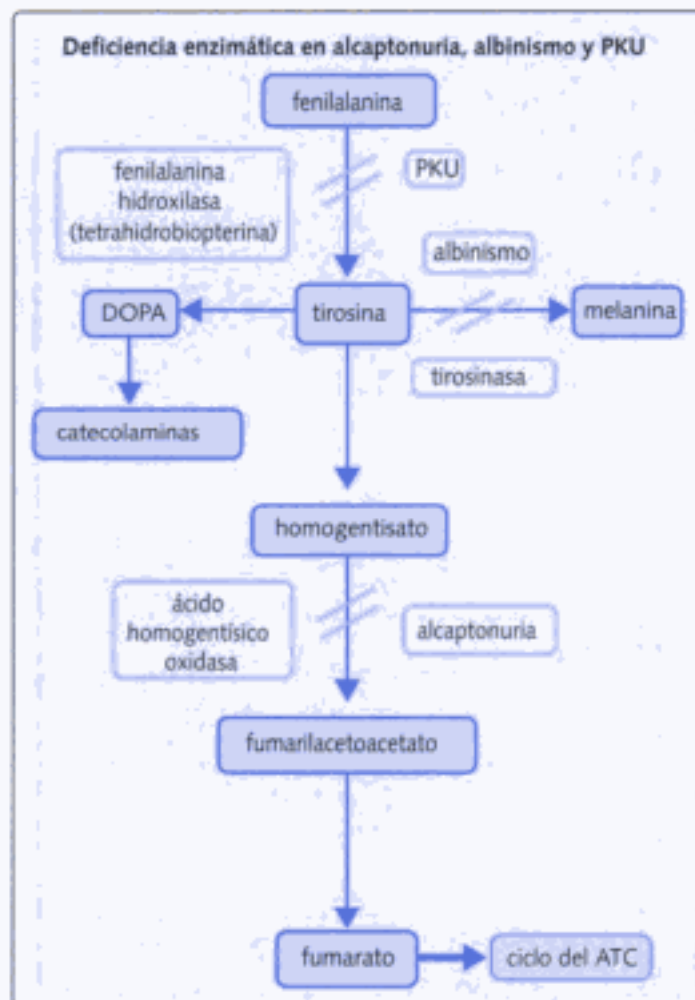 Deficiencia enzimática en alcaptonuria, albinismo y PKU
fenilalanina
fenilalanina
hidroxilasa
(tetrahidrobiopterina)
PKU
albinismo
DOPA
tirosina
melanina
tirosinasa
catecolaminas
homogentisato
ácido
homogentísico
oxidasa
alcaptonuria
fumarilacetoacetato
fumarato
ciclo del ATC